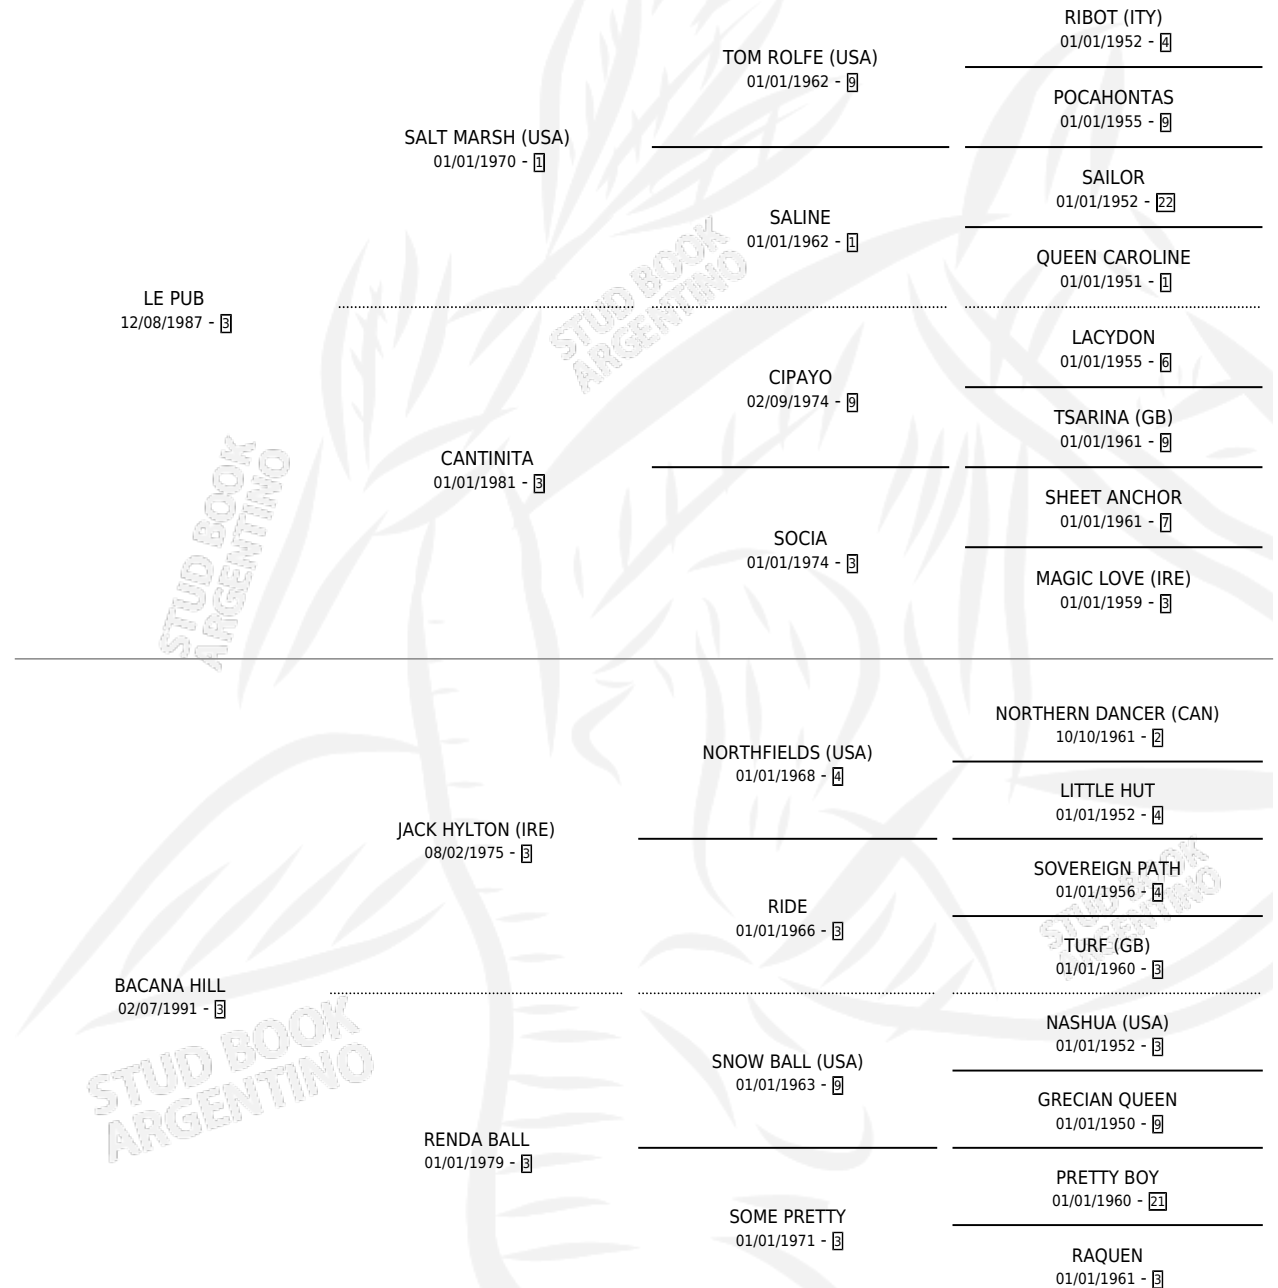 RIBOT (ITY)
01/01/1952 - 4
TOM ROLFE (USA)
01/01/1962 - 9
POCAHONTAS
01/01/1955 - 9
SALT MARSH (USA)
01/01/1970 - 1
SAILOR
01/01/1952 - 22
SALINE
01/01/1962 - 1
QUEEN CAROLINE
01/01/1951 - 1
LE PUB
12/08/1987 - 3
STUD BOOK
ARGENTINO
LACYDON
01/01/1955 - 6
CIPAYO
02/09/1974 - 9
TSARINA (GB)
01/01/1961 - 9
CANTINITA
01/01/1981 - 3
SHEET ANCHOR
01/01/1961 - 7
SOCIA
01/01/1974 - 3
MAGIC LOVE (IRE)
01/01/1959 - 3
STUD BOOK
ARGENTINO
NORTHERN DANCER (CAN)
10/10/1961 - 2
NORTHFIELDS (USA)
01/01/1968 - 4
LITTLE HUT
01/01/1952 - 4
JACK HYLTON (IRE)
08/02/1975 - 3
SOVEREIGN PATH
01/01/1956 - 4
RIDE
01/01/1966 - 3
TURF (GB)
01/01/1960 - 3
STUD BOOK
ARGENTINO
BACANA HILL
02/07/1991 - 3
NASHUA (USA)
01/01/1952 - 3
SNOW BALL (USA)
01/01/1963 - 9
GRECIAN QUEEN
01/01/1950 - 9
STUD BOOK
ARGENTINO
RENDA BALL
01/01/1979 - 3
PRETTY BOY
01/01/1960 - 21
SOME PRETTY
01/01/1971 - 3
RAQUEN
01/01/1961 - 3